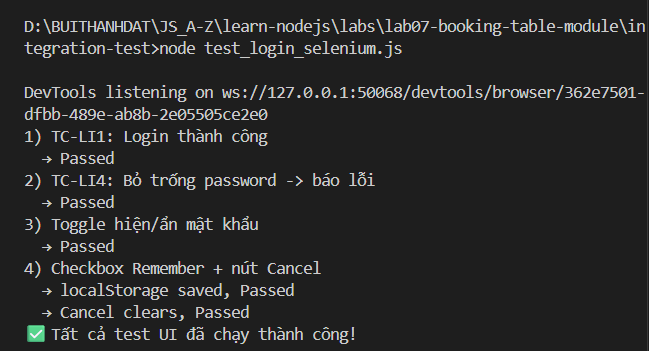 D:\BUITHANHDAT\JS_A-Z\learn-nodejs\labs\lab07-booking-table-module\in
tegration-test>node test_login_selenium.js
DevTools listening on ws://127.0.0.1:50068/devtools/browser/362e7501-
dfbb-489e-ab8b-2e05505ce2e0
1) TC-LI1: Login thành công
→ Passed
2) TC-LI4: Bỏ trống password -> báo lỗi
→ Passed
3) Toggle hiện/ẩn mật khẩu
→ Passed
4) Checkbox Remember + nút Cancel
→ localStorage saved, Passed
→ Cancel clears, Passed
✅ Tất cả test UI đã chạy thành công!